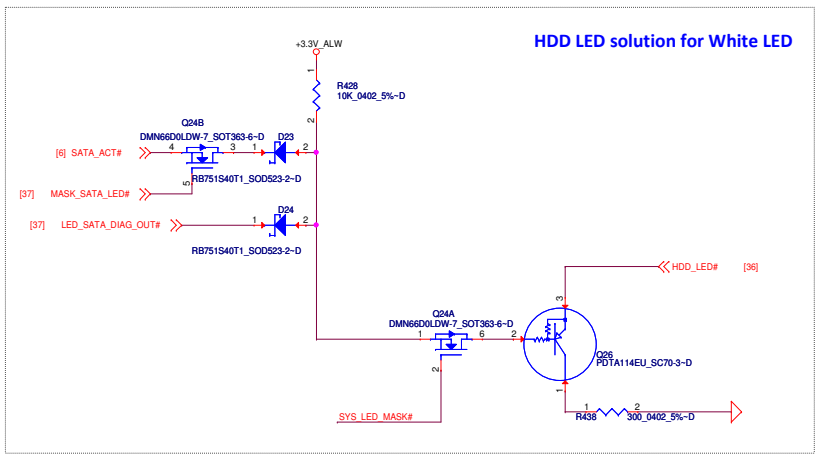 HDD LED solution for White LED
+3.3V_ALW
1
R428
10K_0402_5%~D
2
Q24B
DMN66D0LDW-7_SOT363-6~D
D23
[6] SATA_ACT#
4
3
1
2
5
RB751S40T1_SOD523-2~D
[37] MASK_SATA_LED#
D24
[37] LED_SATA_DIAG_OUT#
1
2
RB751S40T1_SOD523-2~D
HDD_LED# [36]
3
Q24A
DMN66D0LDW-7_SOT363-6~D
1
6
2
2
Q26
PDTA114EU_SC70-3~D
1
SYS_LED_MASK#
1
2
R438
300_0402_5%~D